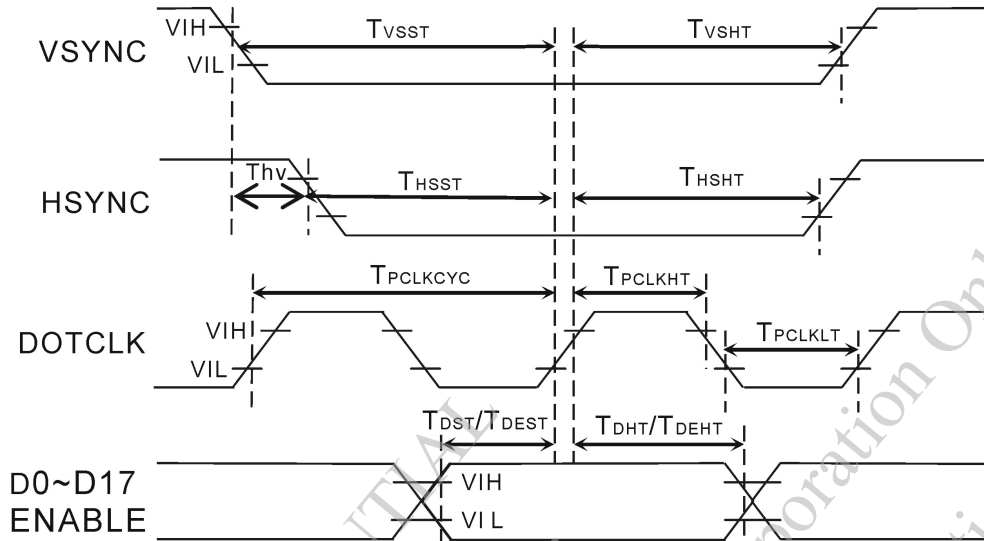 VSYNC
VIH
VIL
TVSST
TVSHT
HSYNC
Thv
THSST
THSHT
DOTCLK
VIH
VIL
TPCLKCYC
TPCLKHT
TPCLKLT
D0~D17
ENABLE
TDST/TDEST
TDHT/TDEHT
VIH
VIL